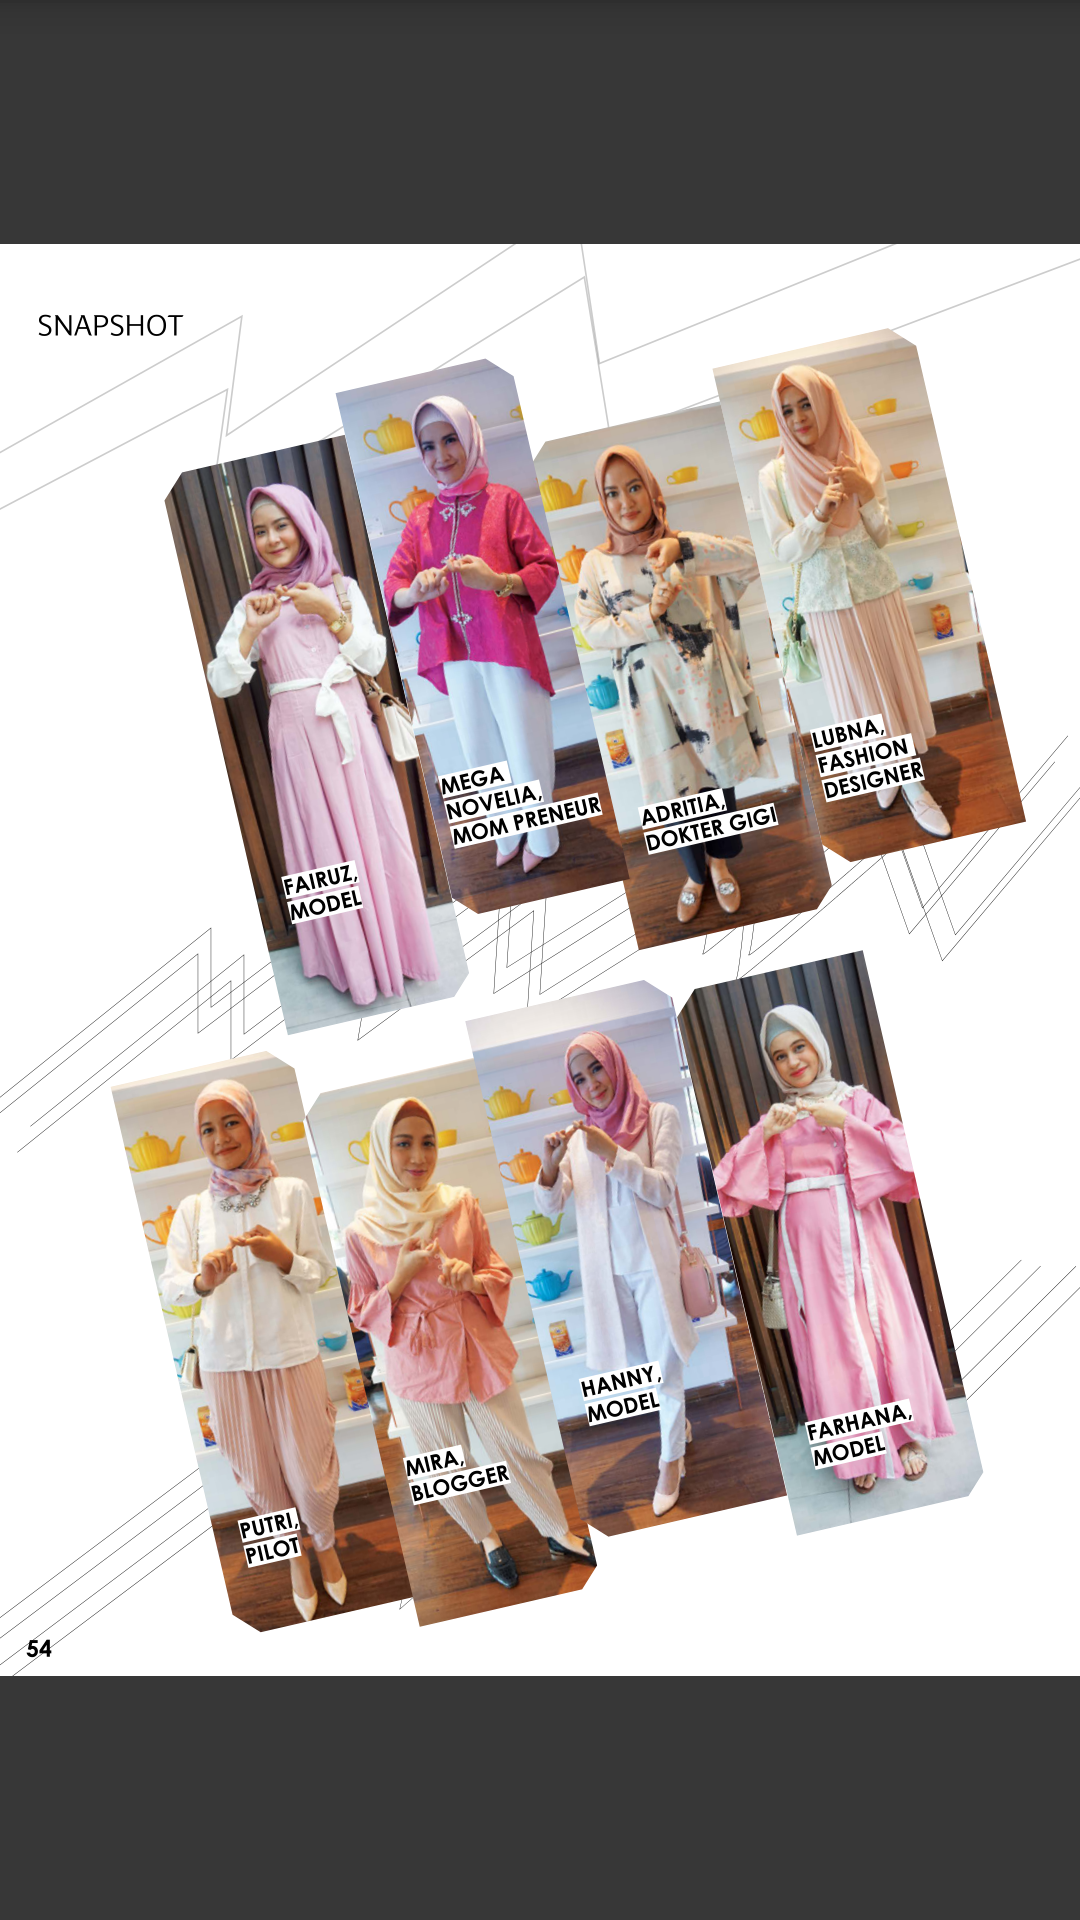 SNAPSHOT
FAIRUZ,
MODEL
MEGA
NOVELIA,
MOM PRENEUR
ADRITIA,
DOKTER GIGI
LUBNA,
FASHION
DESIGNER
PUTRI,
PILOT
MIRA,
BLOGGER
HANNY,
MODEL
FARHANA,
MODEL
54